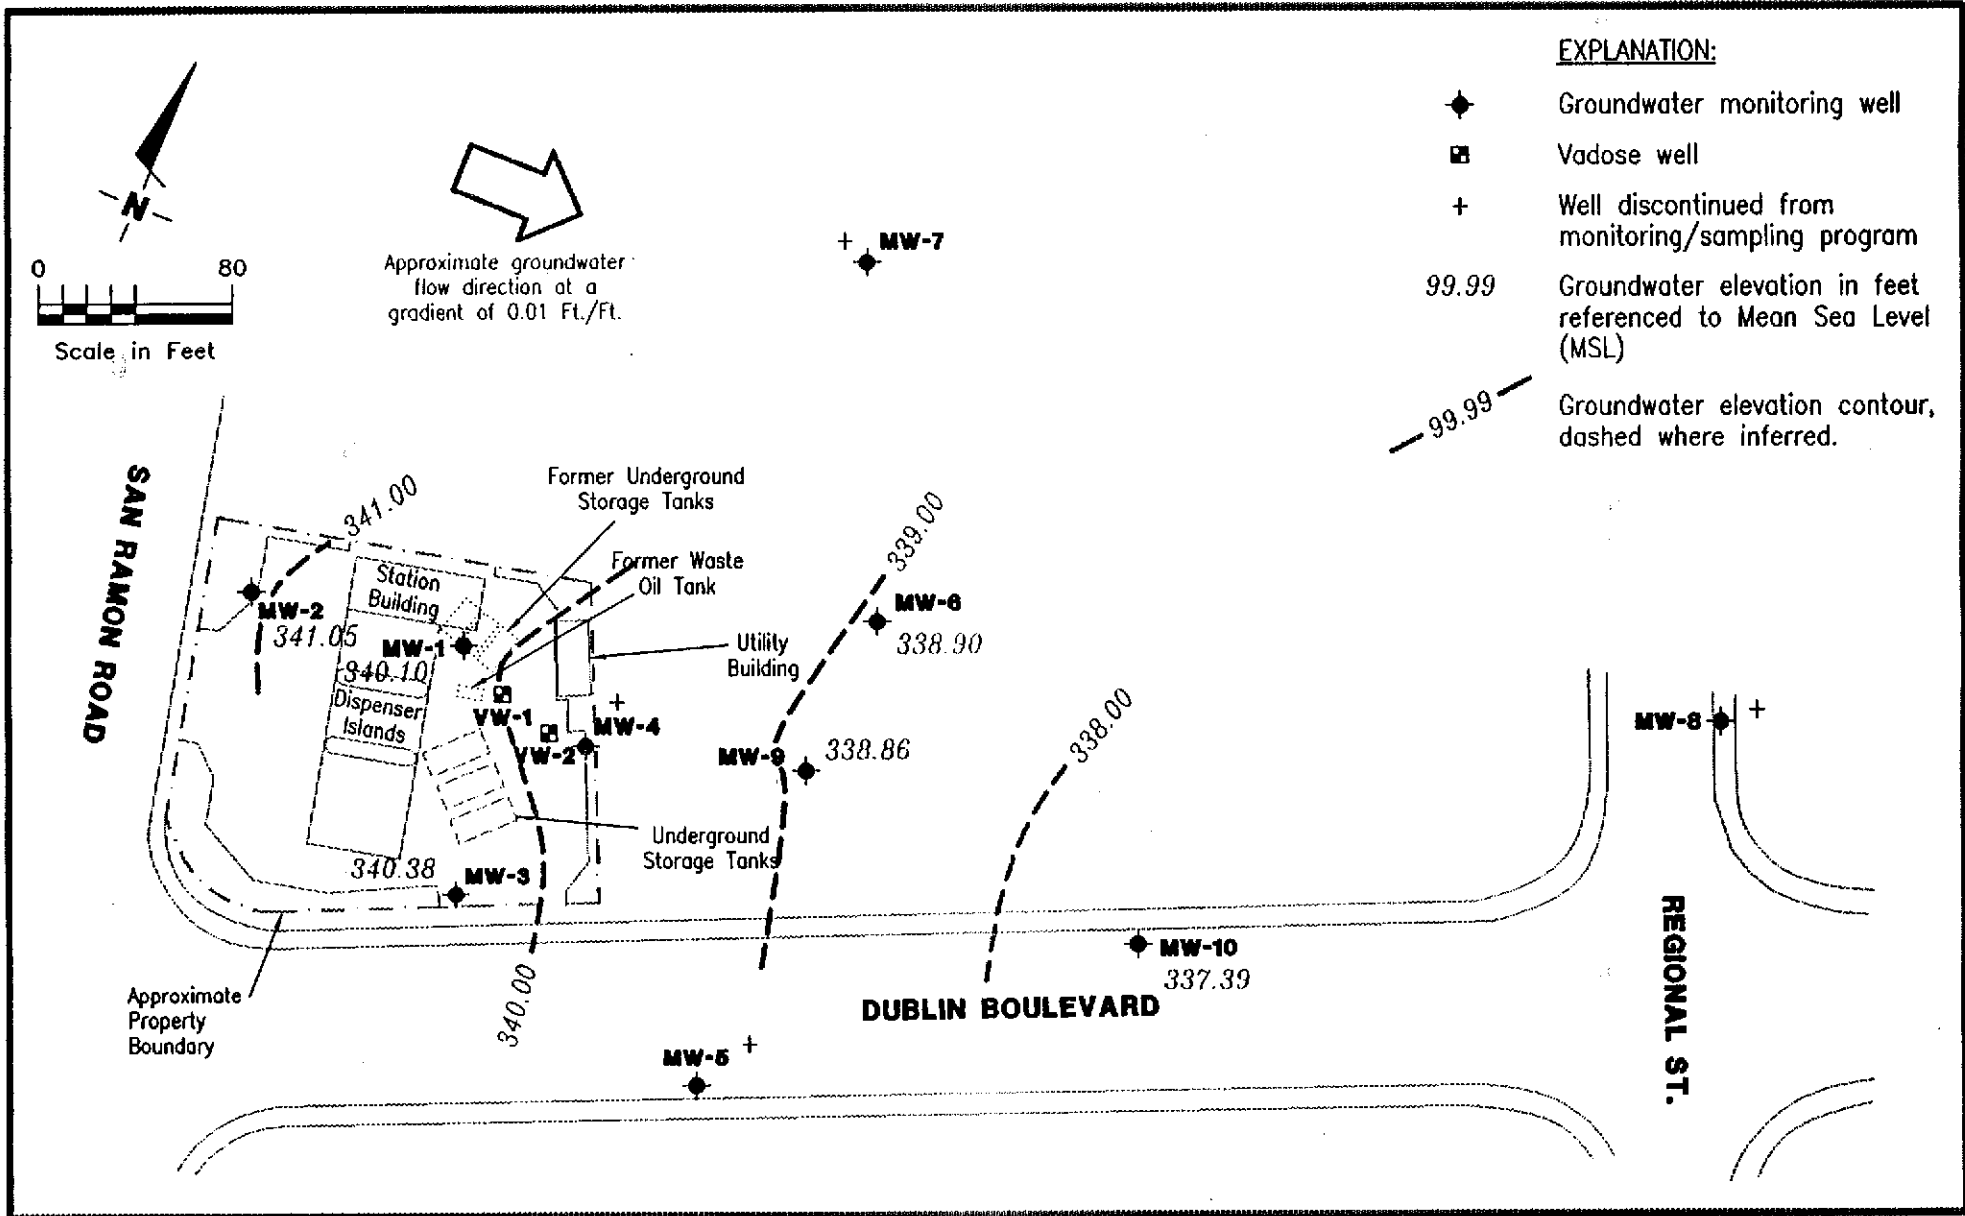 EXPLANATION:
Groundwater monitoring well
Vadose well
+
Well discontinued from
monitoring/sampling program
99.99
Groundwater elevation in feet
referenced to Mean Sea Level
(MSL)
99.99
Groundwater elevation contour,
dashed where inferred.
N
0
80
Scale in Feet
Approximate groundwater
flow direction at a
gradient of 0.01 Ft./Ft.
+
MW-7
SAN RAMON ROAD
341.00
Former Underground
Storage Tanks
Former Waste
Oil Tank
339.00
Station
Building
MW-2
341.05
MW-1
340.10
Dispenser
Islands
Utility
Building
MW-6
338.90
VW-1
VW-2
+
MW-4
MW-9
338.86
338.00
MW-8
+
Underground
Storage Tanks
340.38
MW-3
REGIONAL ST.
MW-10
337.39
340.00
DUBLIN BOULEVARD
Approximate
Property
Boundary
MW-5
+